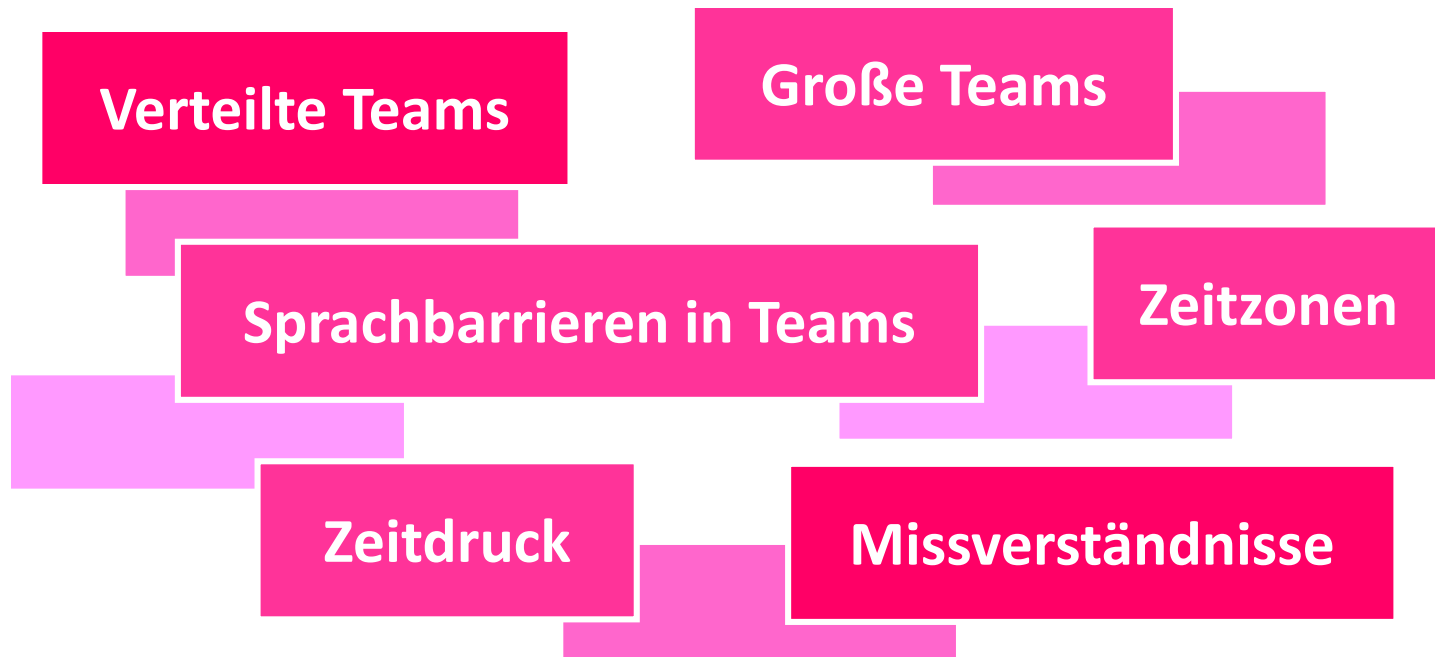 Verteilte Teams
Große Teams
Sprachbarrieren in Teams
Zeitzonen
Zeitdruck
Missverständnisse